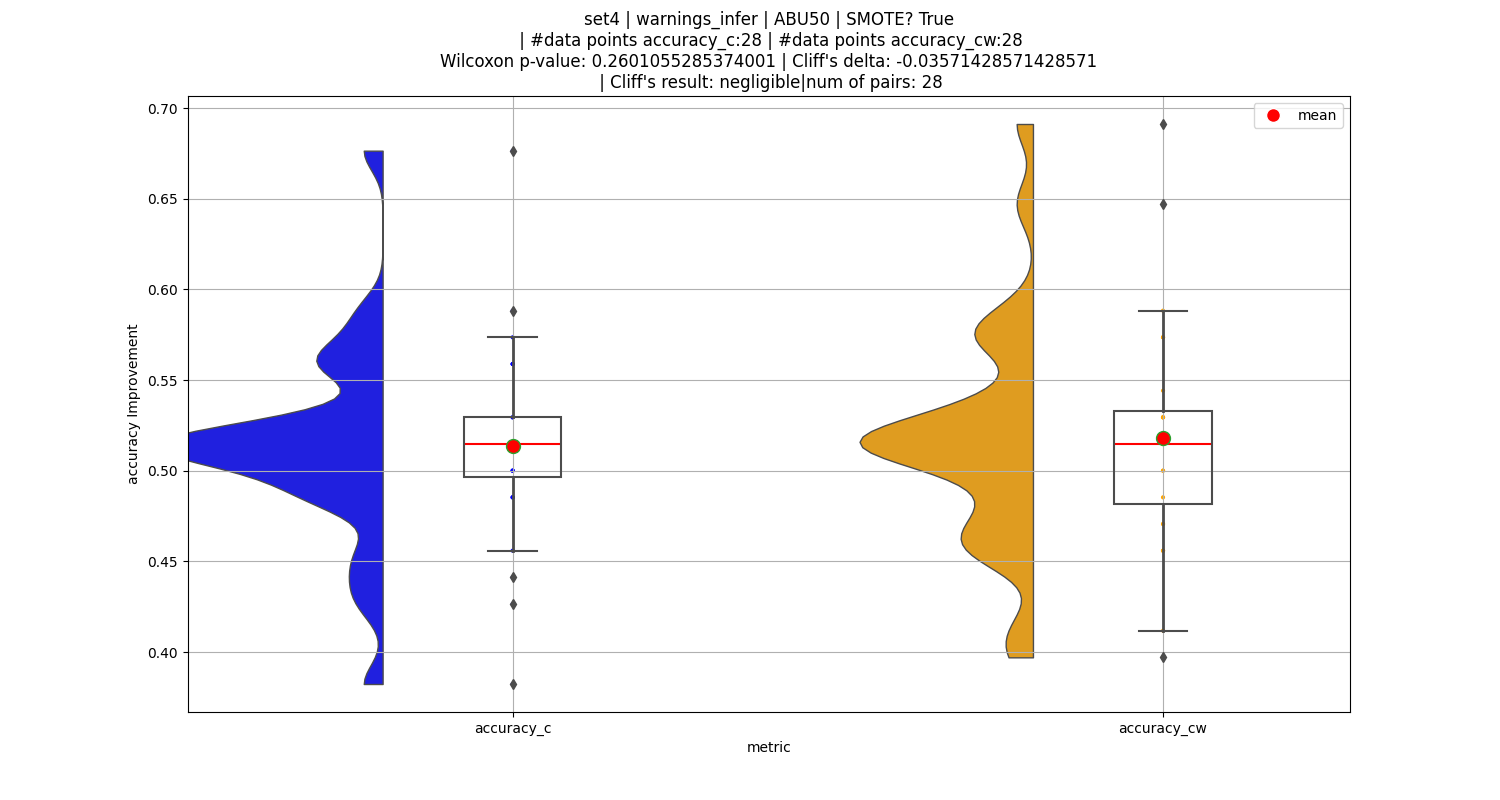 set4 | warnings_infer | ABU50 | SMOTE? True
| #data points accuracy_c:28 | #data points accuracy_cw:28
Wilcoxon p-value: 0.2601055285374001 | Cliff's delta: -0.03571428571428571
| Cliff's result: negligible|num of pairs: 28
0.70
mean
0.65
0.60
0.55
accuracy Improvement
0.50
0.45
0.40
accuracy_c
accuracy_cw
metric